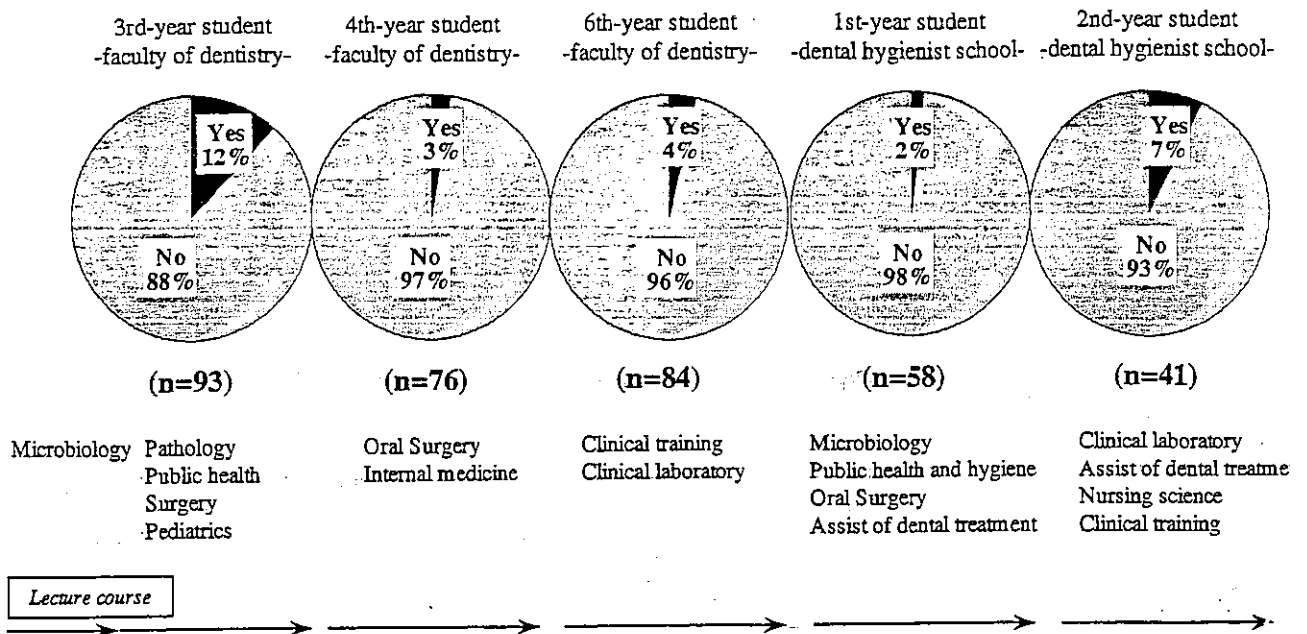 3rd-year student
-faculty of dentistry-
4th-year student
-faculty of dentistry-
6th-year student
-faculty of dentistry-
1st-year student
-dental hygienist school-
2nd-year student
-dental hygienist school-
Yes
12%
No
88%
Yes
3%
No
97%
Yes
4%
No
96%
Yes
2%
No
98%
Yes
7%
No
93%
(n=93)
(n=76)
(n=84)
(n=58)
(n=41)
Microbiology
Pathology
Public health
Surgery
Pediatrics
Oral Surgery
Internal medicine
Clinical training
Clinical laboratory
Microbiology
Public health and hygiene
Oral Surgery
Assist of dental treatment
Clinical laboratory
Assist of dental treatme
Nursing science
Clinical training
Lecture course